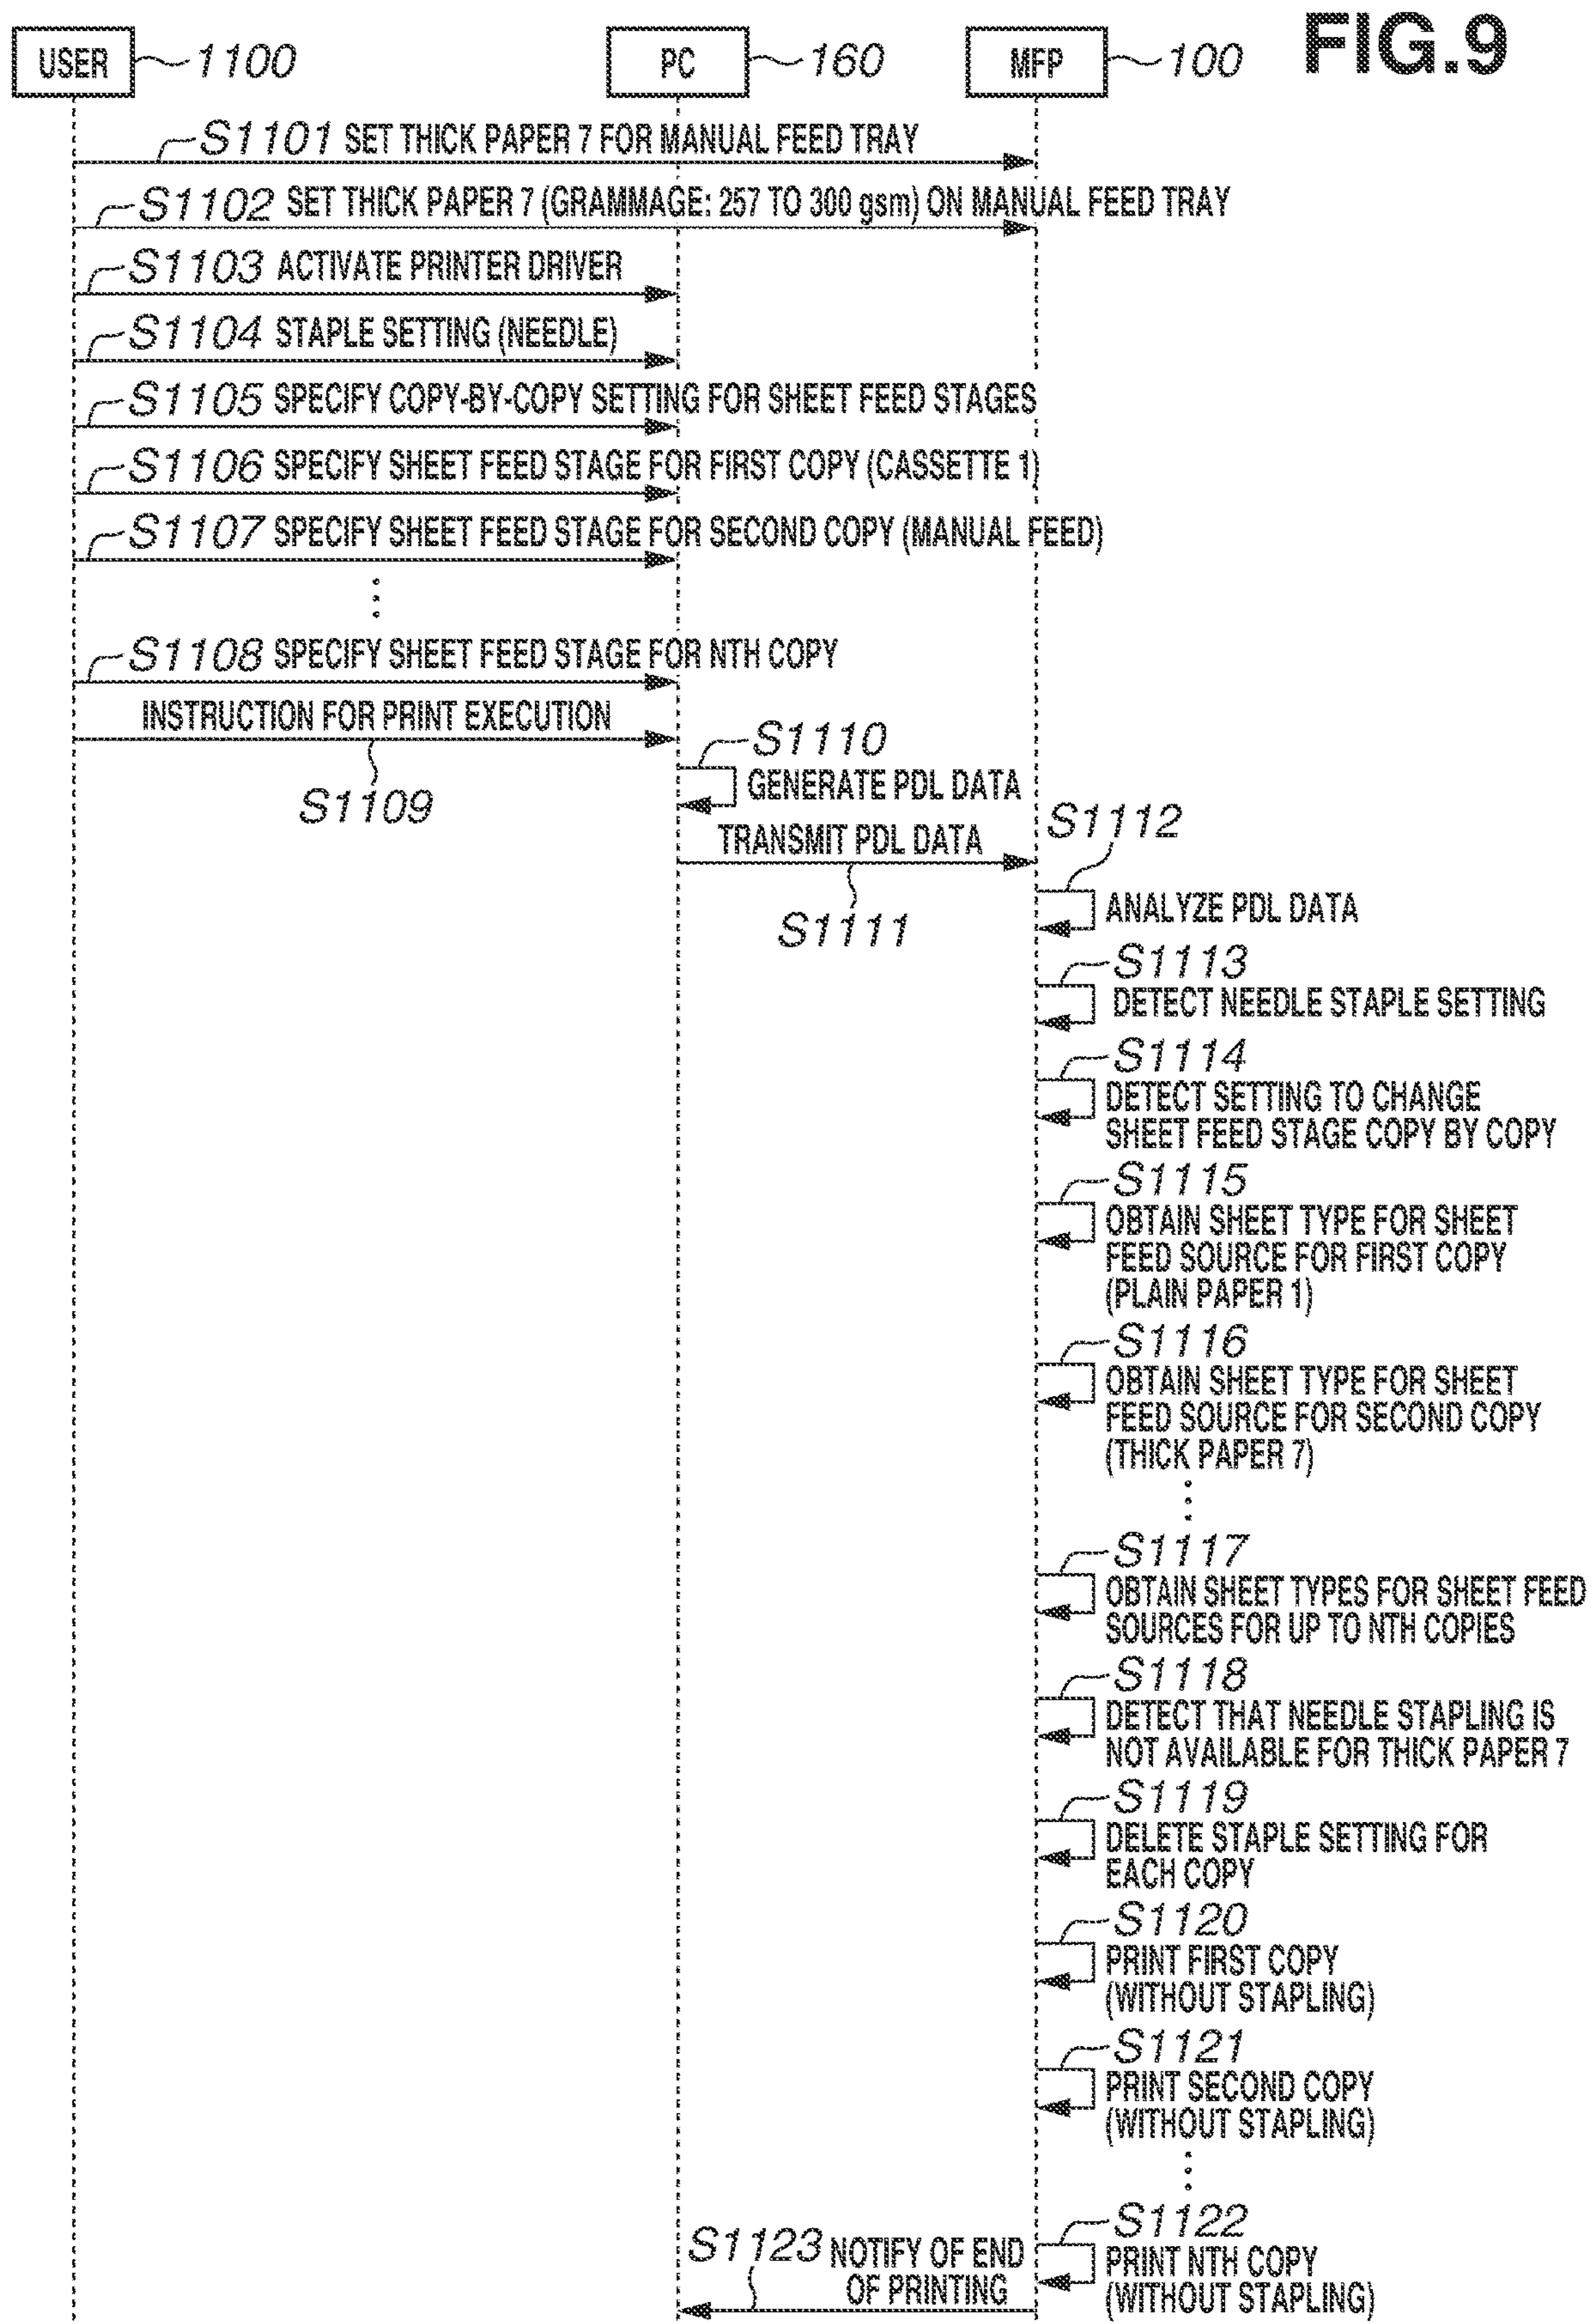 FIG.9
USER 1100
PC 160
MFP 100
S1101 SET THICK PAPER 7 FOR MANUAL FEED TRAY
S1102 SET THICK PAPER 7 (GRAMMAGE: 257 TO 300 gsm) ON MANUAL FEED TRAY
S1103 ACTIVATE PRINTER DRIVER
S1104 STAPLE SETTING (NEEDLE)
S1105 SPECIFY COPY-BY-COPY SETTING FOR SHEET FEED STAGES
S1106 SPECIFY SHEET FEED STAGE FOR FIRST COPY (CASSETTE 1)
S1107 SPECIFY SHEET FEED STAGE FOR SECOND COPY (MANUAL FEED)
S1108 SPECIFY SHEET FEED STAGE FOR NTH COPY
INSTRUCTION FOR PRINT EXECUTION
S1109
S1110
GENERATE PDL DATA
TRANSMIT PDL DATA
S1111
S1112
ANALYZE PDL DATA
S1113
DETECT NEEDLE STAPLE SETTING
S1114
DETECT SETTING TO CHANGE
SHEET FEED STAGE COPY BY COPY
S1115
OBTAIN SHEET TYPE FOR SHEET
FEED SOURCE FOR FIRST COPY
(PLAIN PAPER 1)
S1116
OBTAIN SHEET TYPE FOR SHEET
FEED SOURCE FOR SECOND COPY
(THICK PAPER 7)
S1117
OBTAIN SHEET TYPES FOR SHEET FEED
SOURCES FOR UP TO NTH COPIES
S1118
DETECT THAT NEEDLE STAPLING IS
NOT AVAILABLE FOR THICK PAPER 7
S1119
DELETE STAPLE SETTING FOR
EACH COPY
S1120
PRINT FIRST COPY
(WITHOUT STAPLING)
S1121
PRINT SECOND COPY
(WITHOUT STAPLING)
S1122
PRINT NTH COPY
(WITHOUT STAPLING)
S1123 NOTIFY OF END
OF PRINTING